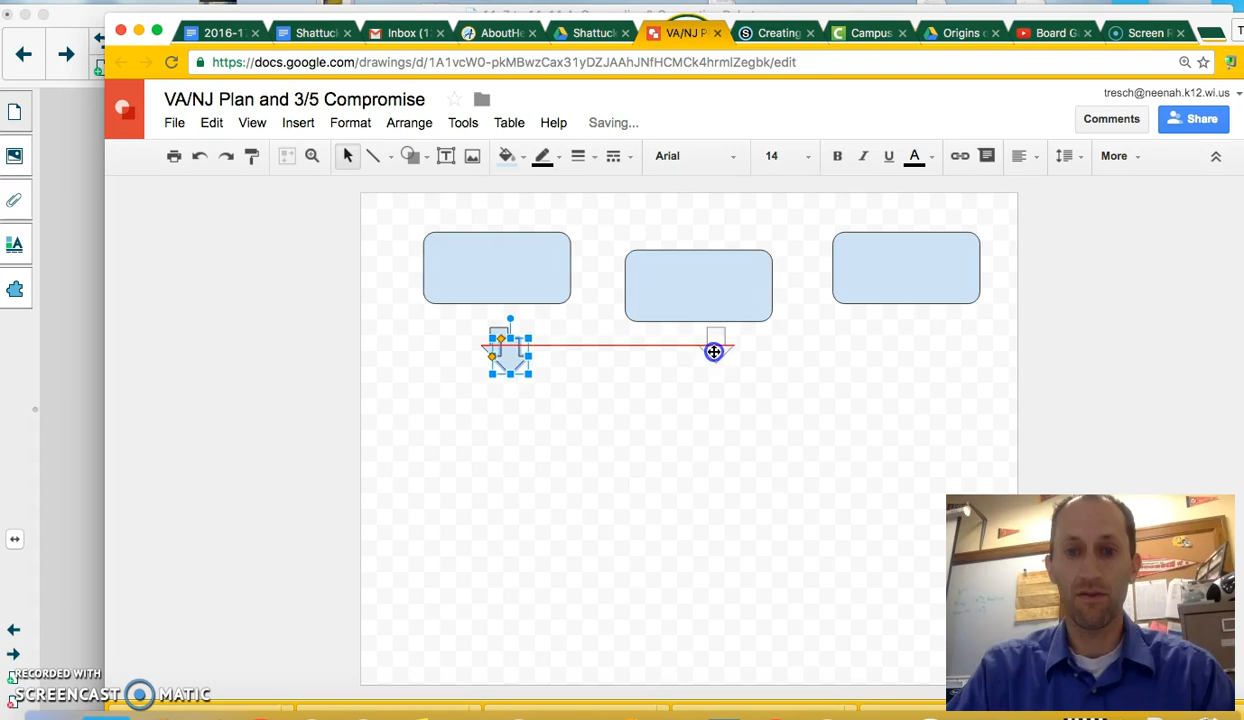 2016-1
Shattuc
Inbox (1
AboutHe
Shattuc
VA/NJ P
Creating
Campus
Origins o
Board G
Screen R
https://docs.google.com/drawings/d/1A1vcW0-pkMBwzCax31yDZJAAhJNfHCMCk4hrmlZegbk/edit
VA/NJ Plan and 3/5 Compromise
tresch@neenah.k12.wi.us
File Edit View Insert Format Arrange Tools Table Help Saving...
Comments
Share
Arial
14
B I U A
More
RECORDED WITH
SCREENCAST MATIC